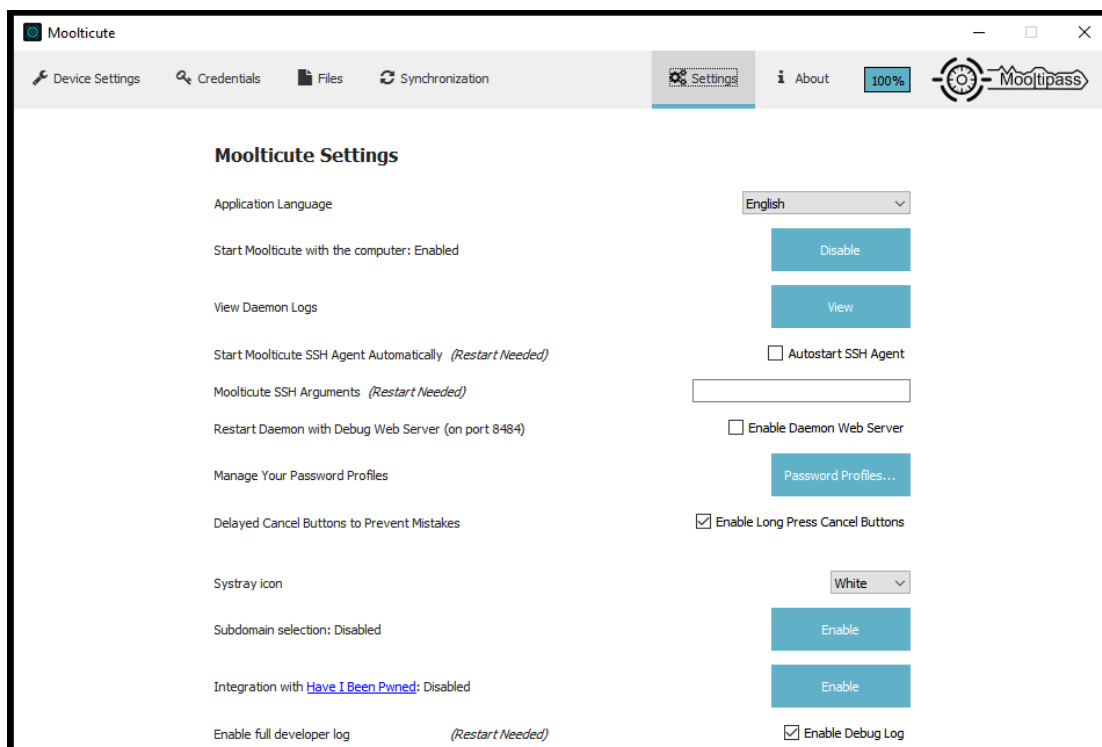 Moolticute
Device Settings Credentials Files Synchronization Settings About 100% Mooltipass
Moolticute Settings
Application Language English
Start Moolticute with the computer: Enabled Disable
View Daemon Logs View
Start Moolticute SSH Agent Automatically (Restart Needed) Autostart SSH Agent
Moolticute SSH Arguments (Restart Needed)
Restart Daemon with Debug Web Server (on port 8484) Enable Daemon Web Server
Manage Your Password Profiles Password Profiles...
Delayed Cancel Buttons to Prevent Mistakes Enable Long Press Cancel Buttons
Systray icon White
Subdomain selection: Disabled Enable
Integration with Have I Been Pwned: Disabled Enable
Enable full developer log (Restart Needed) Enable Debug Log